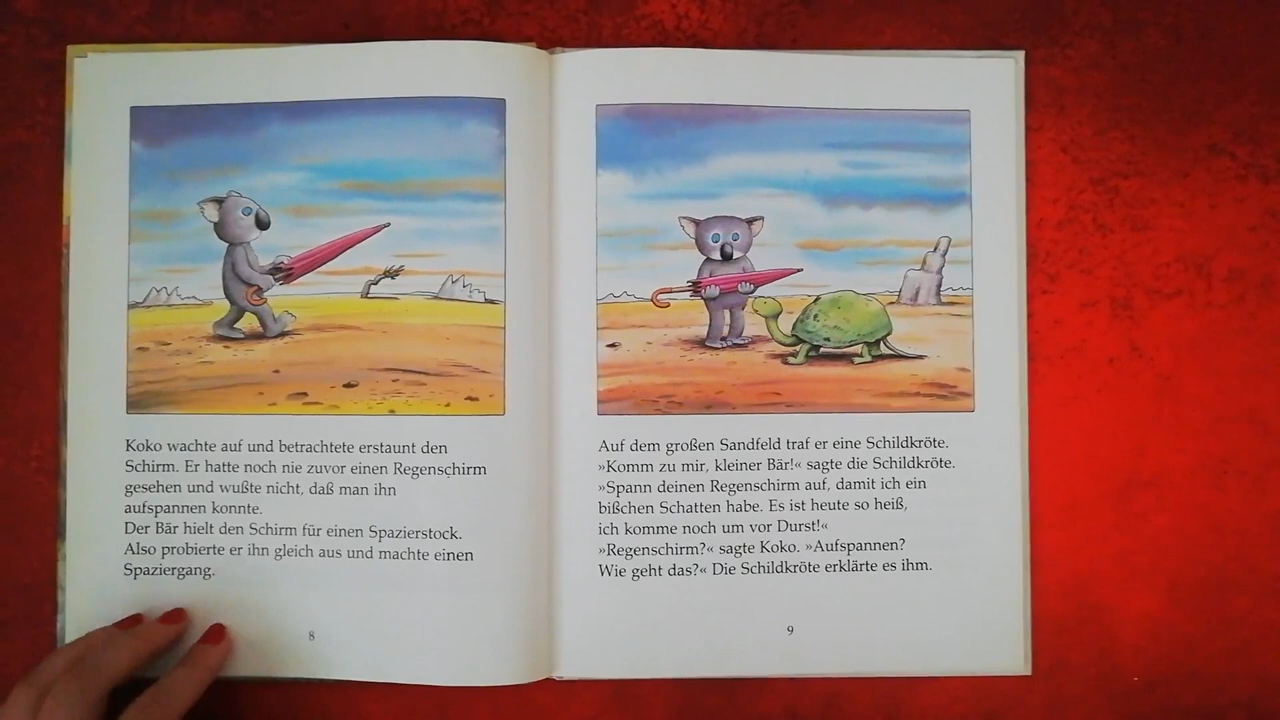 Koko wachte auf und betrachtete erstaunt den
Schirm. Er hatte noch nie zuvor einen Regenschirm
gesehen und wußte nicht, daß man ihn
aufspannen konnte.
Der Bär hielt den Schirm für einen Spazierstock.
Also probierte er ihn gleich aus und machte einen
Spaziergang.
8
Auf dem großen Sandfeld traf er eine Schildkröte.
»Komm zu mir, kleiner Bär!« sagte die Schildkröte.
»Spann deinen Regenschirm auf, damit ich ein
bißchen Schatten habe. Es ist heute so heiß,
ich komme noch um vor Durst!«
»Regenschirm?« sagte Koko. »Aufspannen?
Wie geht das?« Die Schildkröte erklärte es ihm.
9